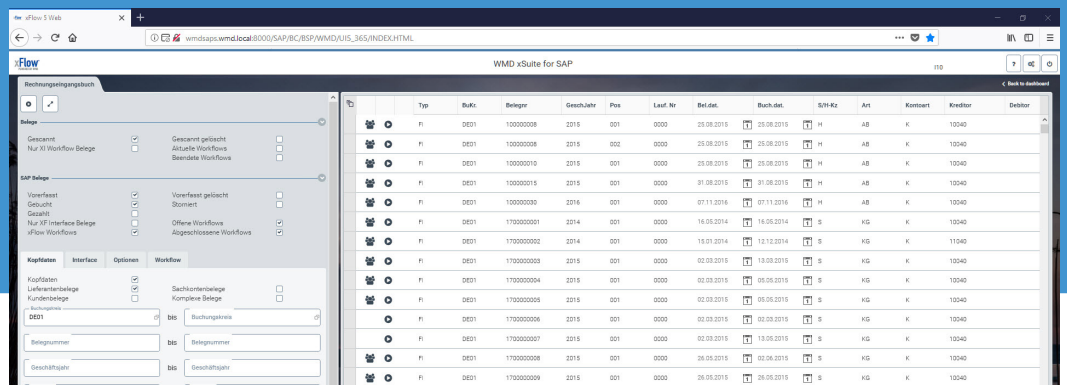 xFlow 5 Web
wmdsaps.wmd.local:8000/SAP/BC/BSP/WMD/UI5_365/INDEX.HTML
xFlow
WMD xSuite for SAP
I10
?
Rechnungseingangsbuch
Back to dashboard
Belege
Gescannt Gescannt gelöscht
Nur XI Workflow Belege Aktuelle Workflows
Beendete Workflows
SAP Belege
Vorerfasst Vorerfasst gelöscht
Gebucht Storniert
Gezahlt
Nur XF Interface Belege Offene Workflows
xFlow Workflows Abgeschlossene Workflows
Kopfdaten Interface Optionen Workflow
Kopfdaten
Lieferantenbelege Sachkontenbelege
Kundenbelege Komplexe Belege
Buchungskreis
DE01 bis Buchungskreis
Belegnummer bis Belegnummer
Geschäftsjahr bis Geschäftsjahr
Typ BuKr. Belegnr Gesch.Jahr Pos Lauf. Nr Bel.dat. Buch.dat. S/H-Kz Art Kontoart Kreditor Debitor
FI DE01 100000008 2015 001 0000 25.08.2015 25.08.2015 H AB K 10040
FI DE01 100000008 2015 002 0000 25.08.2015 25.08.2015 H AB K 10040
FI DE01 100000010 2015 001 0000 25.08.2015 25.08.2015 H AB K 10040
FI DE01 100000015 2015 001 0000 31.08.2015 31.08.2015 H AB K 10040
FI DE01 100000030 2016 001 0000 07.11.2016 07.11.2016 H AB K 10040
FI DE01 1700000001 2014 001 0000 16.05.2014 16.05.2014 S KG K 10040
FI DE01 1700000002 2014 001 0000 15.01.2014 12.12.2014 S KG K 11040
FI DE01 1700000003 2015 001 0000 02.03.2015 13.03.2015 S KG K 10040
FI DE01 1700000004 2015 001 0000 02.03.2015 05.05.2015 S KG K 10040
FI DE01 1700000005 2015 001 0000 02.03.2015 05.05.2015 S KG K 10040
FI DE01 1700000006 2015 001 0000 02.03.2015 02.03.2015 S KG K 10040
FI DE01 1700000007 2015 001 0000 02.03.2015 13.05.2015 S KG K 10040
FI DE01 1700000008 2015 001 0000 26.05.2015 02.06.2015 S KG K 10040
FI DE01 1700000009 2015 001 0000 26.05.2015 26.05.2015 S KG K 10040